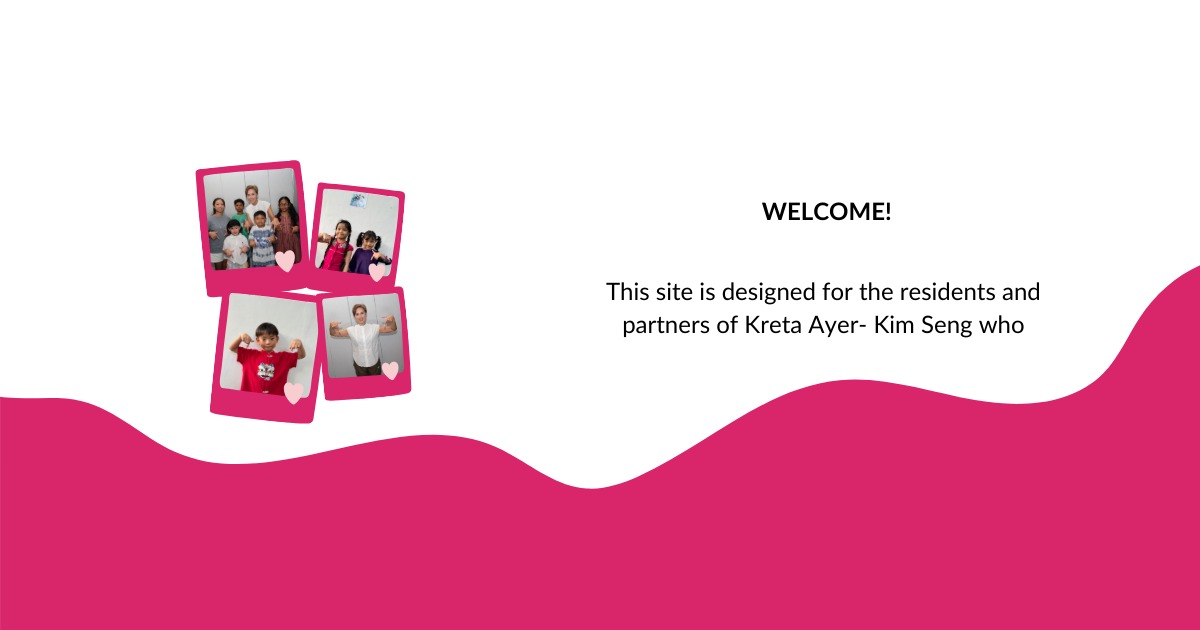 WELCOME!
This site is designed for the residents and
partners of Kreta Ayer- Kim Seng who